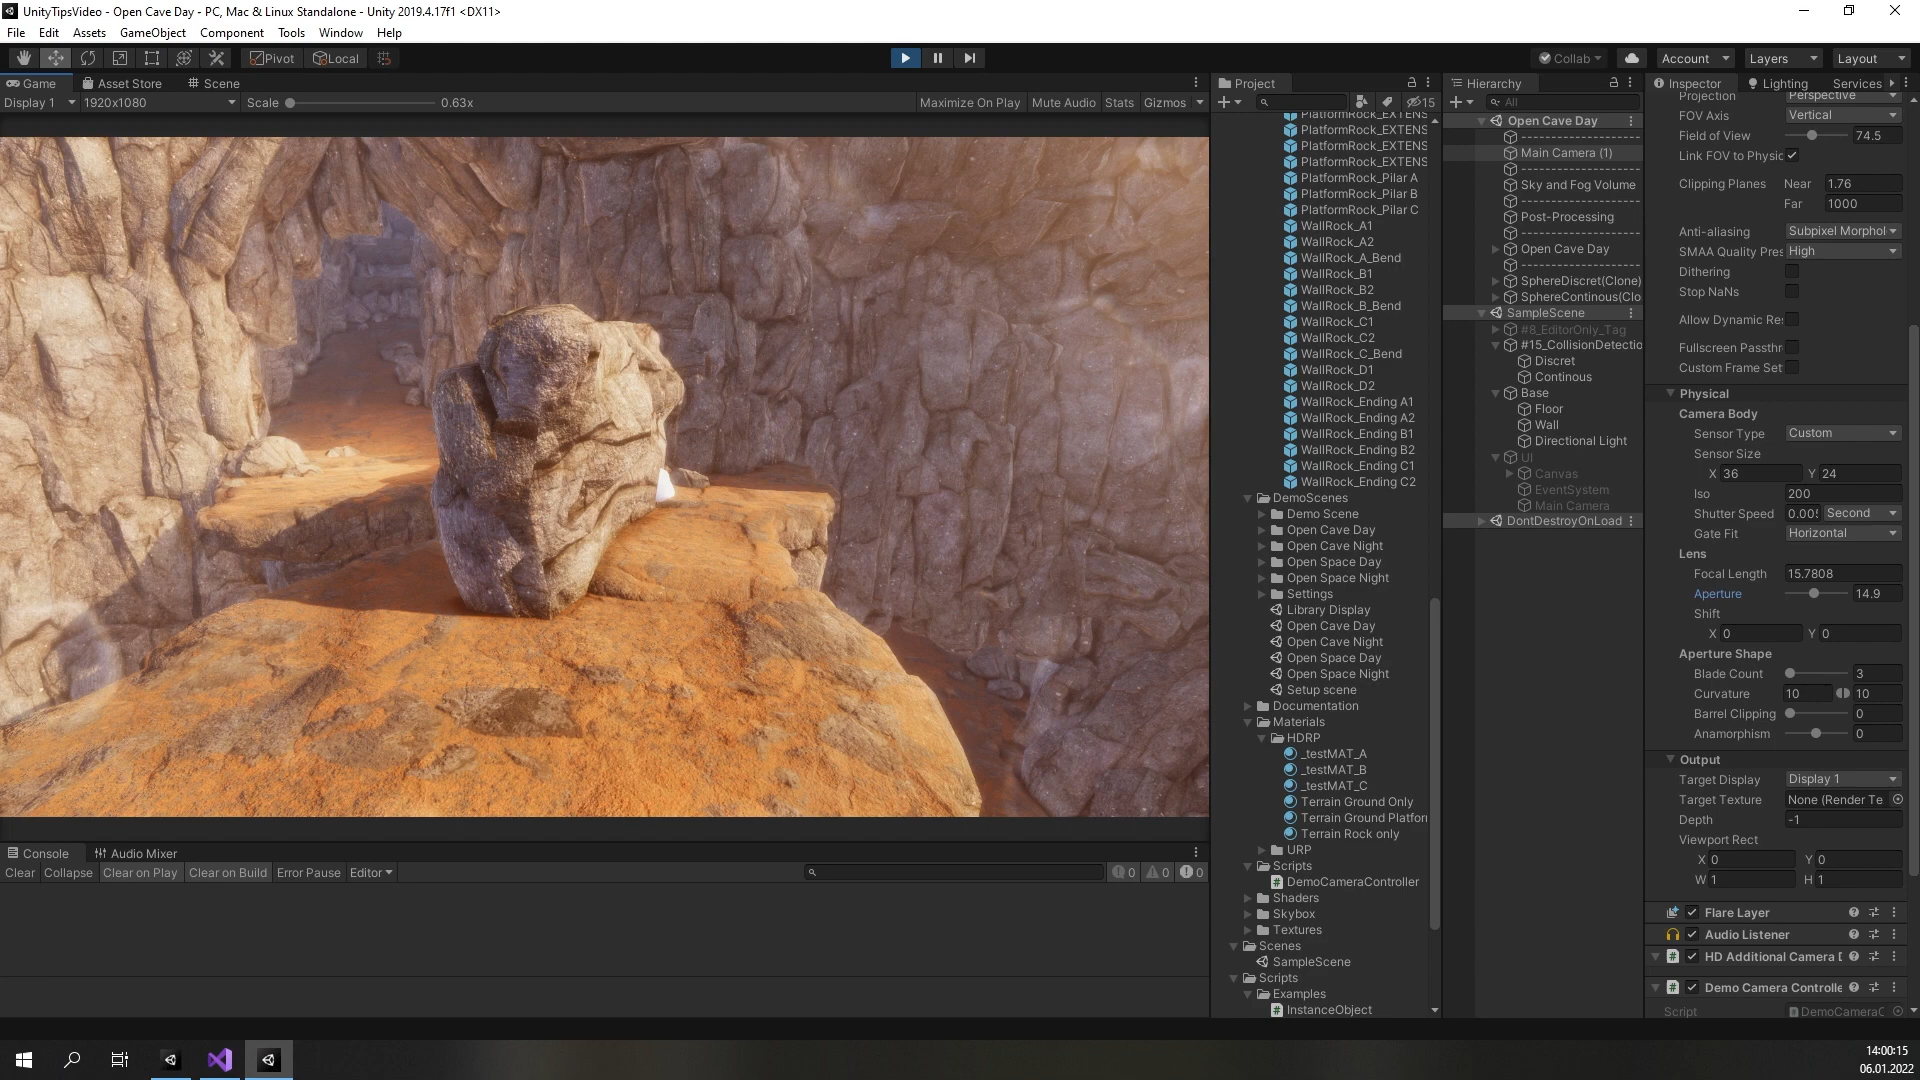 UnityTipsVideo - Open Cave Day - PC, Mac & Linux Standalone - Unity 2019.4.17f1 <DX11>
File Edit Assets GameObject Component Tools Window Help
Pivot Local Collab Account Layers Layout
Game Asset Store Scene
Display 1 1920x1080 Scale 0.63x Maximize On Play Mute Audio Stats Gizmos
Console Audio Mixer
Clear Collapse Clear on Play Clear on Build Error Pause Editor 0 0 0
Project
15
PlatformRock_EXTENS
PlatformRock_EXTENS
PlatformRock_EXTENS
PlatformRock_EXTENS
PlatformRock_Pilar A
PlatformRock_Pilar B
PlatformRock_Pilar C
WallRock_A1
WallRock_A2
WallRock_A_Bend
WallRock_B1
WallRock_B2
WallRock_B_Bend
WallRock_C1
WallRock_C2
WallRock_C_Bend
WallRock_D1
WallRock_D2
WallRock_Ending A1
WallRock_Ending A2
WallRock_Ending B1
WallRock_Ending B2
WallRock_Ending C1
WallRock_Ending C2
DemoScenes
Demo Scene
Open Cave Day
Open Cave Night
Open Space Day
Open Space Night
Settings
Library Display
Open Cave Day
Open Cave Night
Open Space Day
Open Space Night
Setup scene
Documentation
Materials
HDRP
_testMAT_A
_testMAT_B
_testMAT_C
Terrain Ground Only
Terrain Ground Platfor
Terrain Rock only
URP
Scripts
DemoCameraController
Shaders
Skybox
Textures
Scenes
SampleScene
Scripts
Examples
InstanceObject
Hierarchy
All
Open Cave Day
--------------------
Main Camera (1)
--------------------
Sky and Fog Volume
--------------------
Post-Processing
--------------------
Open Cave Day
--------------------
SphereDiscret(Clone)
SphereContinous(Clo
SampleScene
#8_EditorOnly_Tag
#15_CollisionDetectio
Discret
Continous
Base
Floor
Wall
Directional Light
UI
Canvas
EventSystem
Main Camera
DontDestroyOnLoad
Inspector Lighting Services
Projection Perspective
FOV Axis Vertical
Field of View 74.5
Link FOV to Physic
Clipping Planes Near 1.76
Far 1000
Anti-aliasing Subpixel Morphol
SMAA Quality Pres High
Dithering
Stop NaNs
Allow Dynamic Re
Fullscreen Passthr
Custom Frame Set
Physical
Camera Body
Sensor Type Custom
Sensor Size
X 36 Y 24
Iso 200
Shutter Speed 0.005 Second
Gate Fit Horizontal
Lens
Focal Length 15.7808
Aperture 14.9
Shift
X 0 Y 0
Aperture Shape
Blade Count 3
Curvature 10 10
Barrel Clipping 0
Anamorphism 0
Output
Target Display Display 1
Target Texture None (Render Te
Depth -1
Viewport Rect
X 0 Y 0
W 1 H 1
Flare Layer
Audio Listener
HD Additional Camera D
Demo Camera Controlle
Script DemoCameraC
14:00:15
06.01.2022